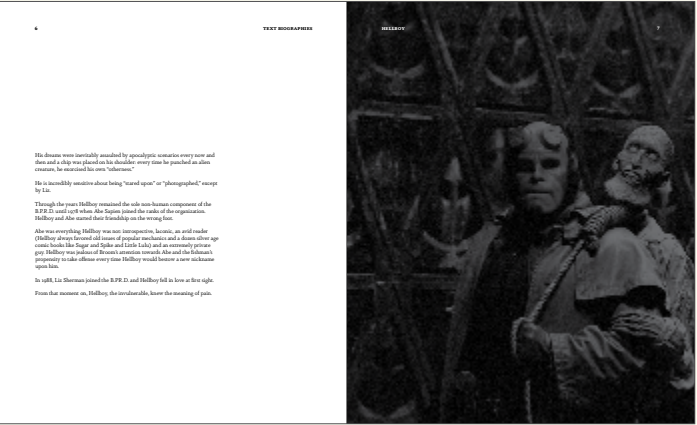 6
TEXT BIOGRAPHIES
HELLBOY
7
His dreams were inevitably assaulted by apocalyptic scenarios every now and
then and a chip was placed on his shoulder: every time he punched an alien
creature, he exorcised his own "otherness."
He is incredibly sensitive about being "stared upon" or "photographed," except
by Liz.
Through the years Hellboy remained the sole non-human component of the
B.P.R.D. until 1978 when Abe Sapien joined the ranks of the organization.
Hellboy and Abe started their friendship on the wrong foot.
Abe was everything Hellboy was not: introspective, laconic, an avid reader
(Hellboy always favored old issues of popular mechanics and a dozen silver age
comic books like Sugar and Spike and Little Lulu) and an extremely private
guy. Hellboy was jealous of Broom's attention towards Abe and the fishman's
propensity to take offense every time Hellboy would bestow a new nickname
upon him.
In 1988, Liz Sherman joined the B.P.R.D. and Hellboy fell in love at first sight.
From that moment on, Hellboy, the invulnerable, knew the meaning of pain.